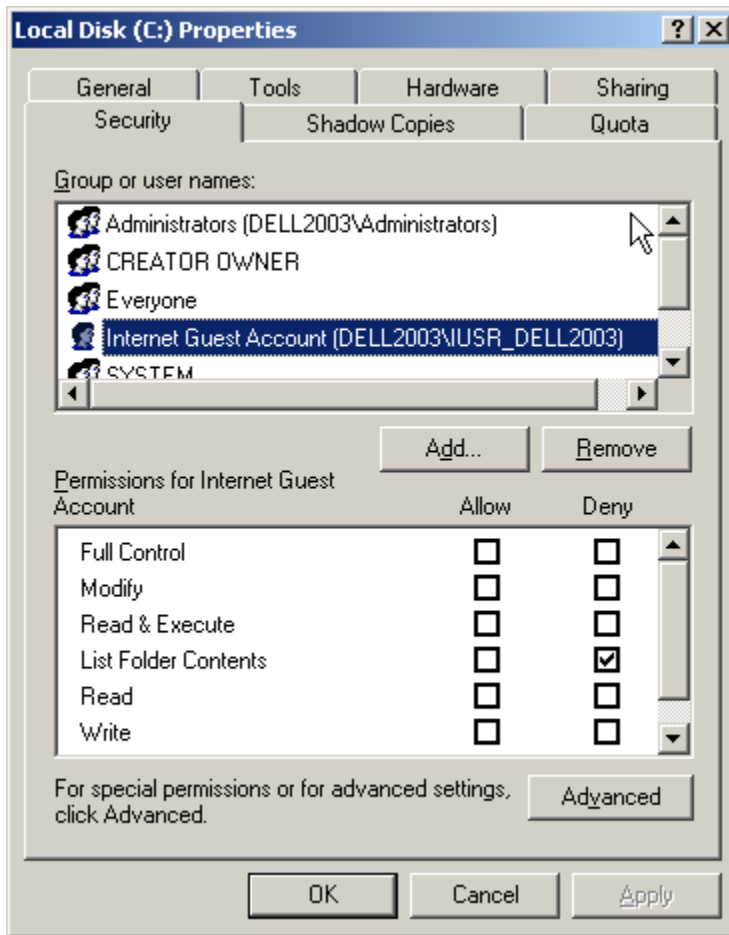 Local Disk (C:) Properties
General Tools Hardware Sharing
Security Shadow Copies Quota
Group or user names:
Administrators (DELL2003\Administrators)
CREATOR OWNER
Everyone
Internet Guest Account (DELL2003\IUSR_DELL2003)
SYSTEM
Add... Remove
Permissions for Internet Guest
Account Allow Deny
Full Control
Modify
Read & Execute
List Folder Contents
Read
Write
For special permissions or for advanced settings,
click Advanced.
Advanced
OK Cancel Apply